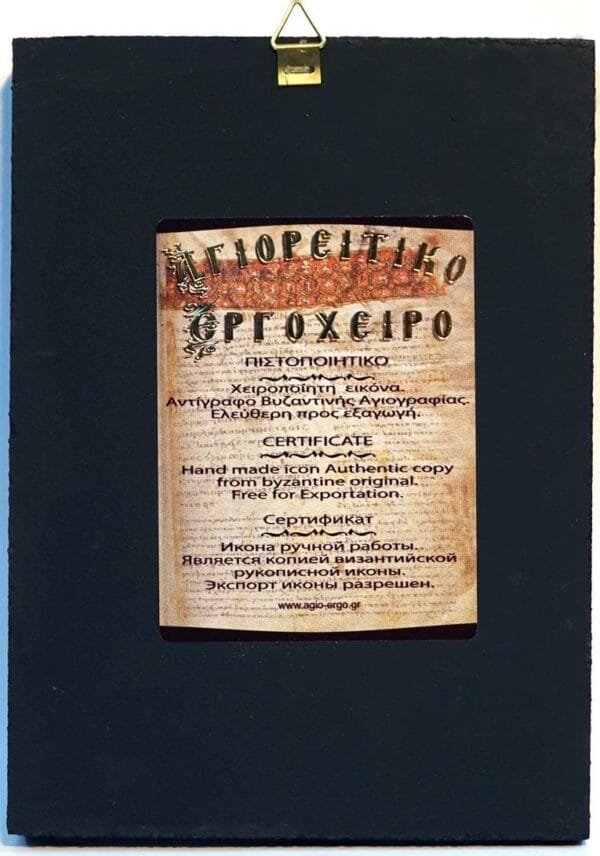 ΑΓΙΟΡΕΙΤΙΚΟ
ΕΡΓΟΧΕΙΡΟ
ΠΙΣΤΟΠΟΙΗΤΙΚΟ
Χειροποίητη εικόνα.
Αντίγραφο Βυζαντινής Αγιογραφίας.
Ελεύθερη προς εξαγωγή.
CERTIFICATE
Hand made icon Authentic copy
from byzantine original.
Free for Exportation.
Сертификат
Икона ручной работы.
Является копией византийской
рукописной иконы.
Экспорт иконы разрешен.
www.agio-ergo.gr